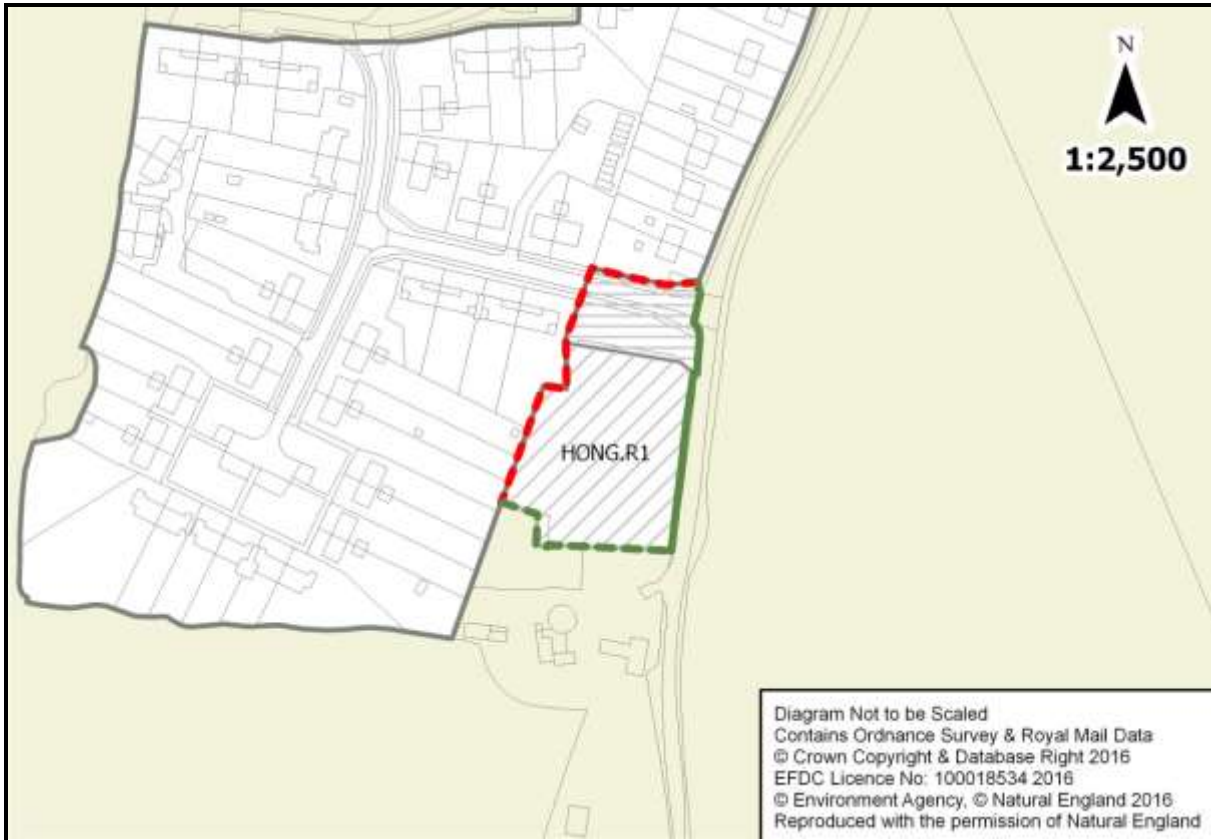 N
1:2,500
HONG.R1
Diagram Not to be Scaled
Contains Ordnance Survey & Royal Mail Data
© Crown Copyright & Database Right 2016
EFDC Licence No: 100018534 2016
© Environment Agency, © Natural England 2016
Reproduced with the permission of Natural England